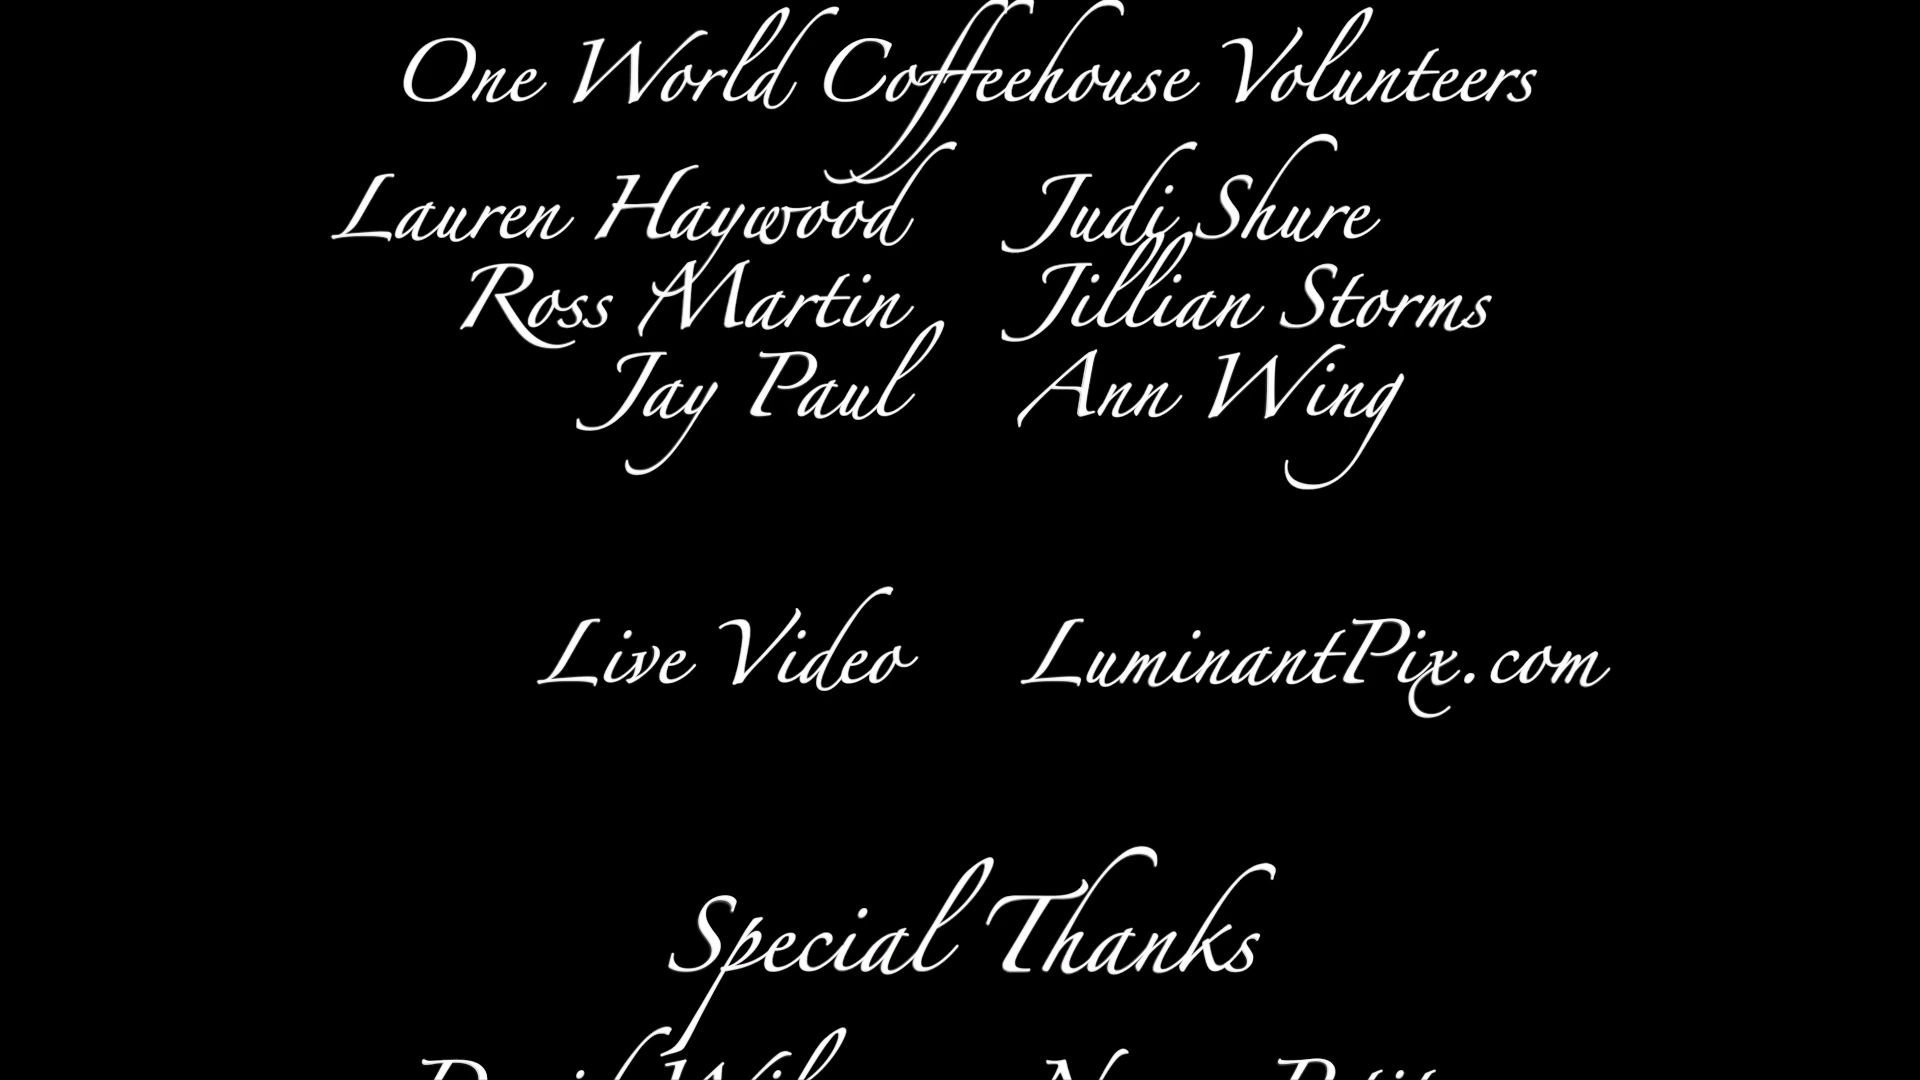 One World Coffeehouse Volunteers
Lauren Haywood Judi Shure
Ross Martin Jillian Storms
Jay Paul Ann Wing
Live Video LuminantPix.com
Special Thanks